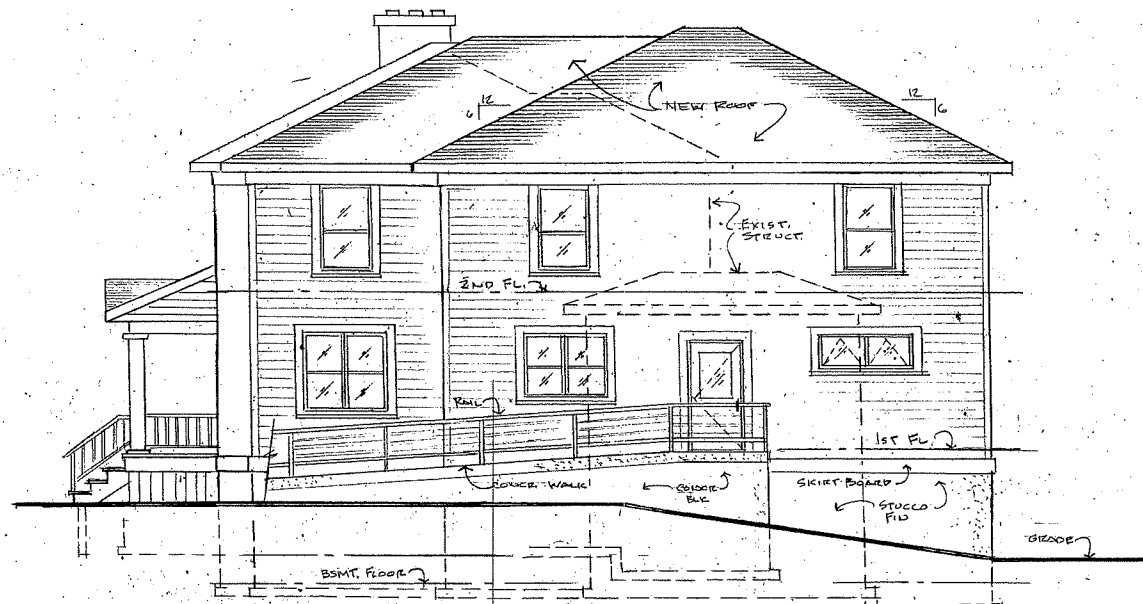 12
6
NEW ROOF
12
6
EXIST.
STRUCT.
2ND FL.
RAIL
1ST FL.
CONCR. WALK
CONCR
BLK
SKIRT BOARD
STUCCO
FIN
GRADE
BSMT. FLOOR